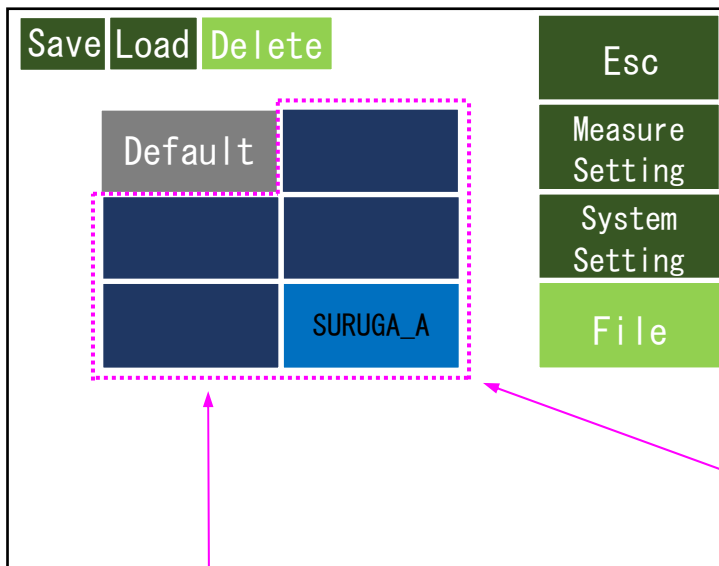 Save Load Delete
Esc
Default
Measure
Setting
System
Setting
SURUGA_A
File